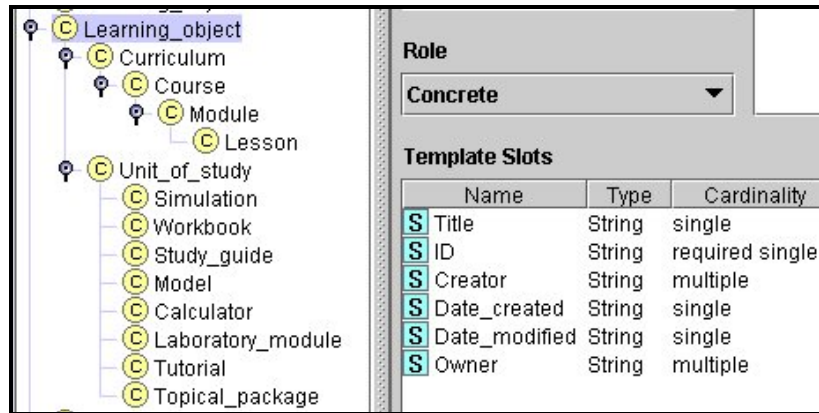 C Learning_object
C Curriculum
C Course
C Module
C Lesson
C Unit_of_study
C Simulation
C Workbook
C Study_guide
C Model
C Calculator
C Laboratory_module
C Tutorial
C Topical_package
Role
Concrete
Template Slots
Name Type Cardinality
S Title String single
S ID String required single
S Creator String multiple
S Date_created String single
S Date_modified String single
S Owner String multiple